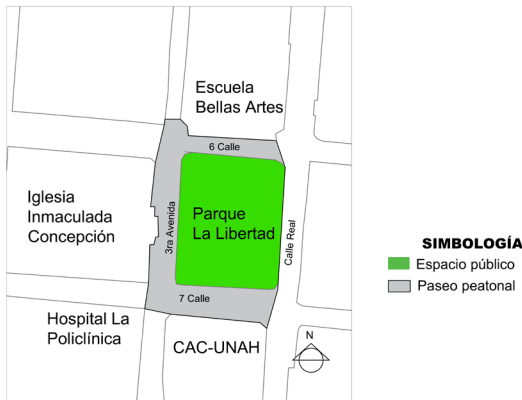 Escuela
Bellas Artes
6 Calle
Iglesia
Inmaculada
Concepción
3ra Avenida
Parque
La Libertad
Calle Real
7 Calle
Hospital La
Policlínica
CAC-UNAH
N
SIMBOLOGÍA
Espacio público
Paseo peatonal